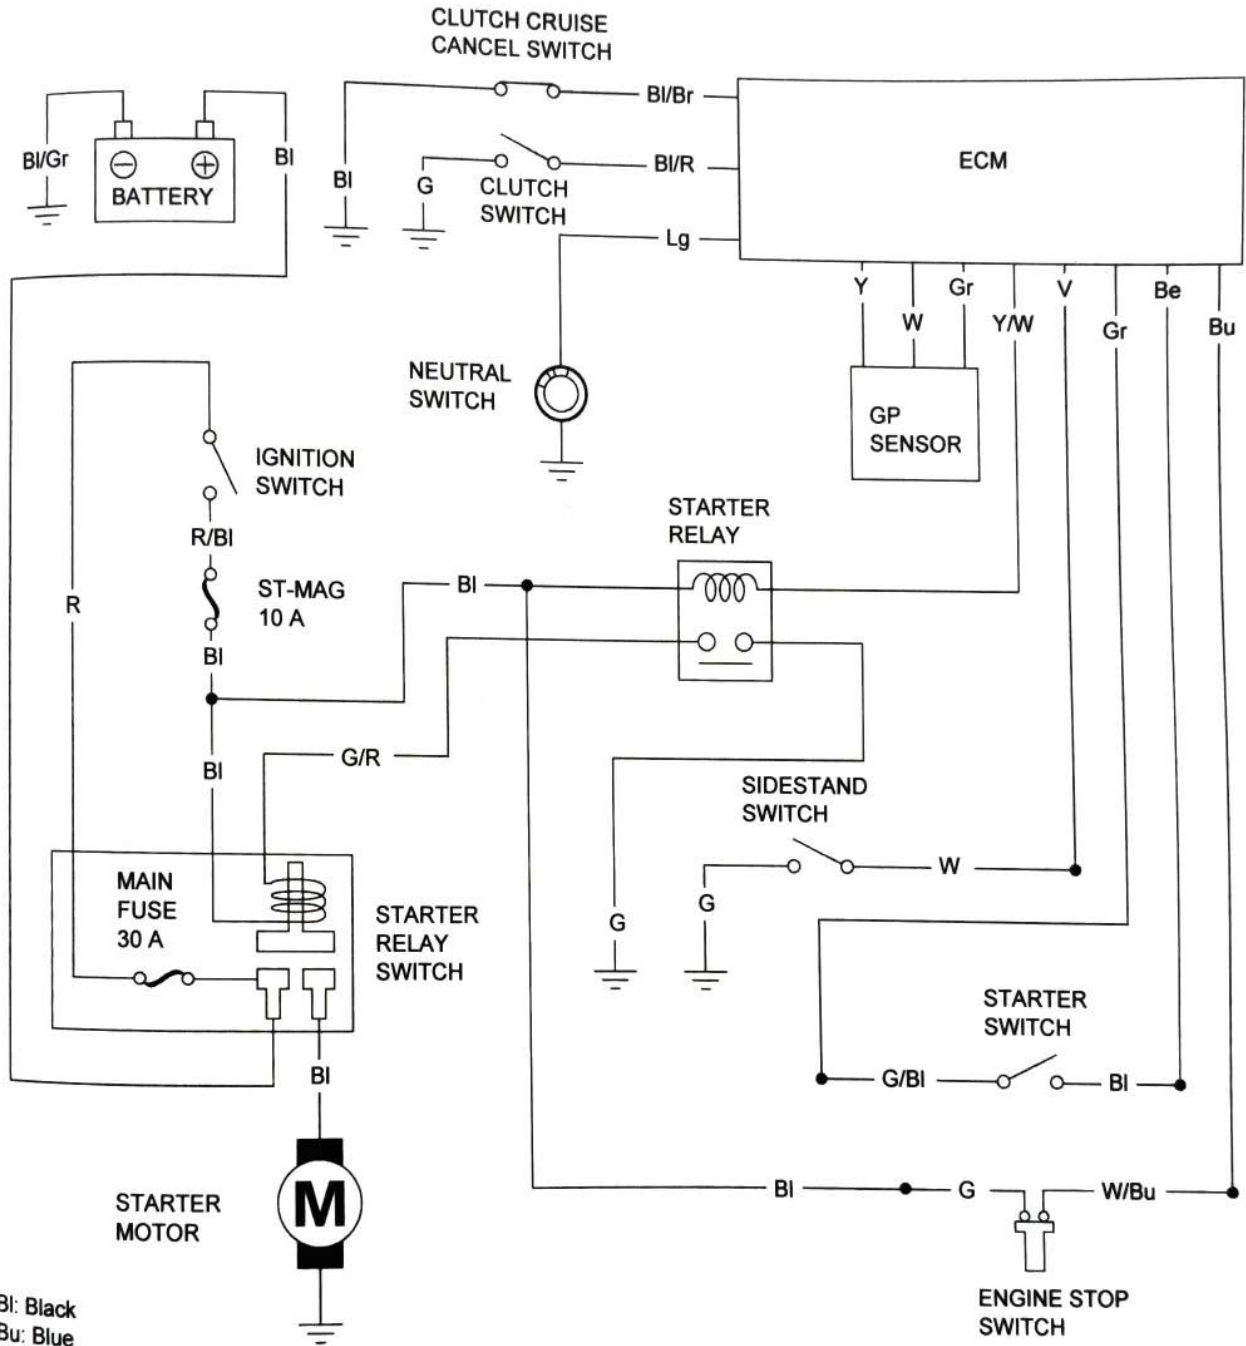 CLUTCH CRUISE
CANCEL SWITCH
Bl/Br
Bl/Gr
Bl
BATTERY
Bl
G
CLUTCH
SWITCH
Bl/R
ECM
Lg
Y
W
Gr
Y/W
V
Gr
Be
Bu
NEUTRAL
SWITCH
GP
SENSOR
IGNITION
SWITCH
R/Bl
R
ST-MAG
10 A
Bl
STARTER
RELAY
Bl
Bl
G/R
SIDESTAND
SWITCH
W
G
G
MAIN
FUSE
30 A
STARTER
RELAY
SWITCH
STARTER
SWITCH
G/Bl
Bl
Bl
M
STARTER
MOTOR
Bl
G
W/Bu
ENGINE STOP
SWITCH
Bl: Black
Bu: Blue